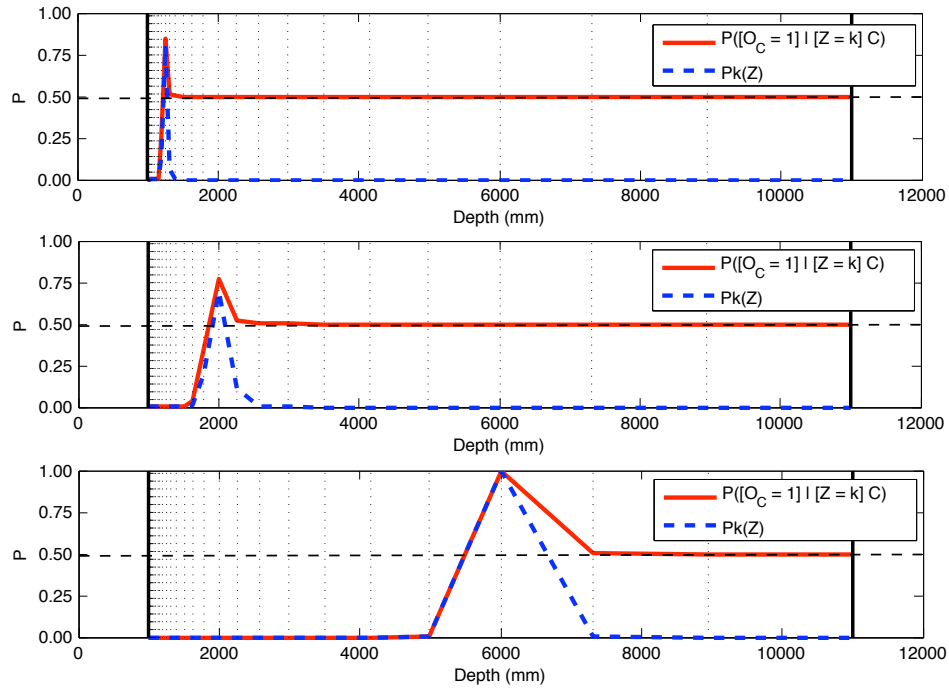 1.00
0.75
0.50
0.25
0.00
P
P([O_C = 1] | [Z = k] C)
Pk(Z)
0 2000 4000 6000 8000 10000 12000
Depth (mm)
1.00
0.75
0.50
0.25
0.00
P
P([O_C = 1] | [Z = k] C)
Pk(Z)
0 2000 4000 6000 8000 10000 12000
Depth (mm)
1.00
0.75
0.50
0.25
0.00
P
P([O_C = 1] | [Z = k] C)
Pk(Z)
0 2000 4000 6000 8000 10000 12000
Depth (mm)